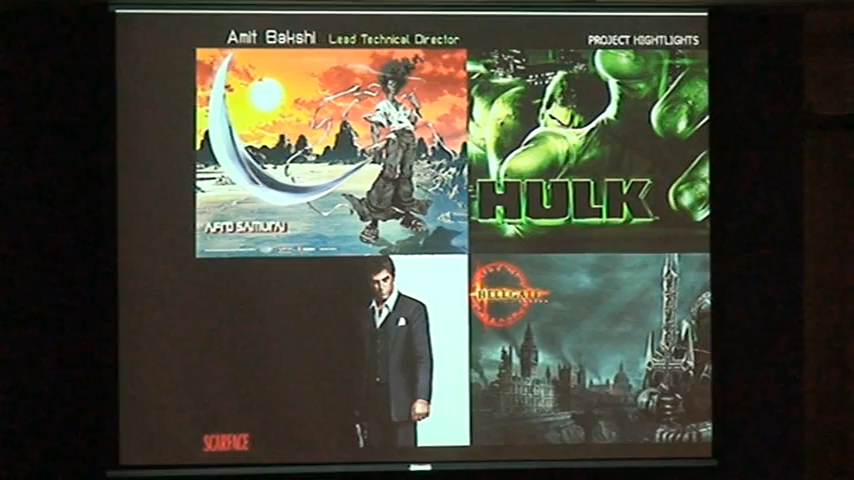 Amit Bakshi Lead Technical Director
PROJECT HIGHTLIGHTS
AFRO SAMURAI
HULK
HELLGATE
SCARFACE